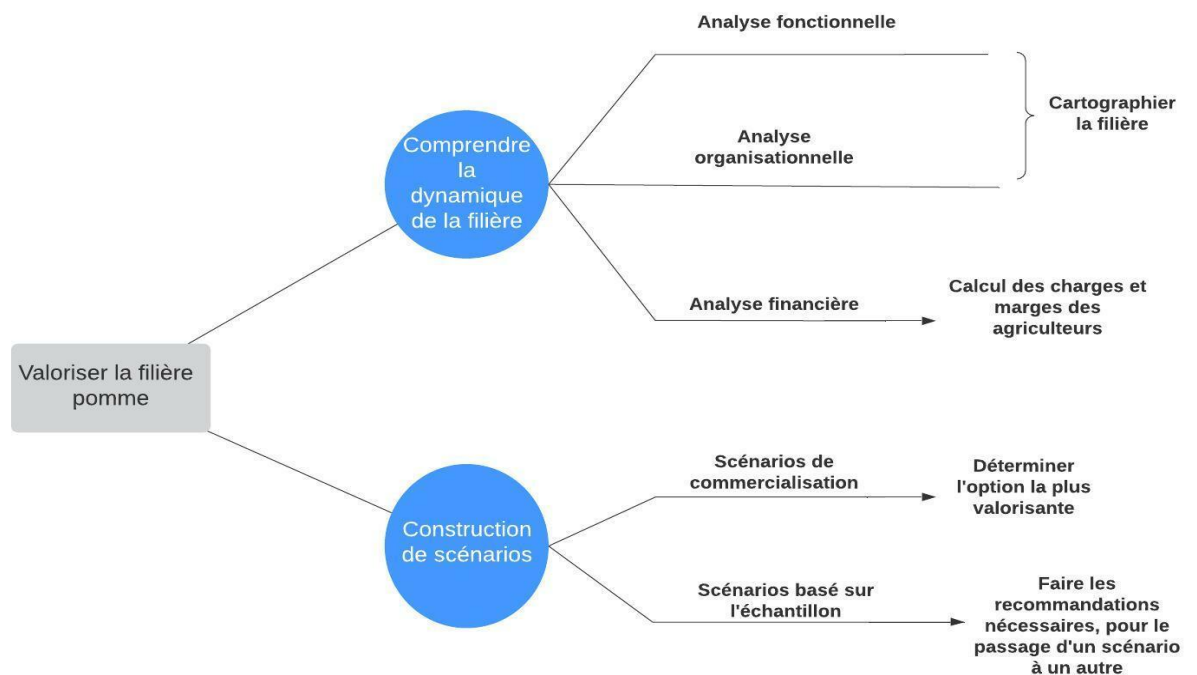 Analyse fonctionnelle
Cartographier
la filière
Comprendre
la
dynamique
de la filière
Analyse
organisationnelle
Analyse financière
Calcul des charges et
marges des
agriculteurs
Valoriser la filière
pomme
Construction
de scénarios
Scénarios de
commercialisation
Déterminer
l'option la plus
valorisante
Scénarios basé sur
l'échantillon
Faire les
recommandations
nécessaires, pour le
passage d'un scénario
à un autre